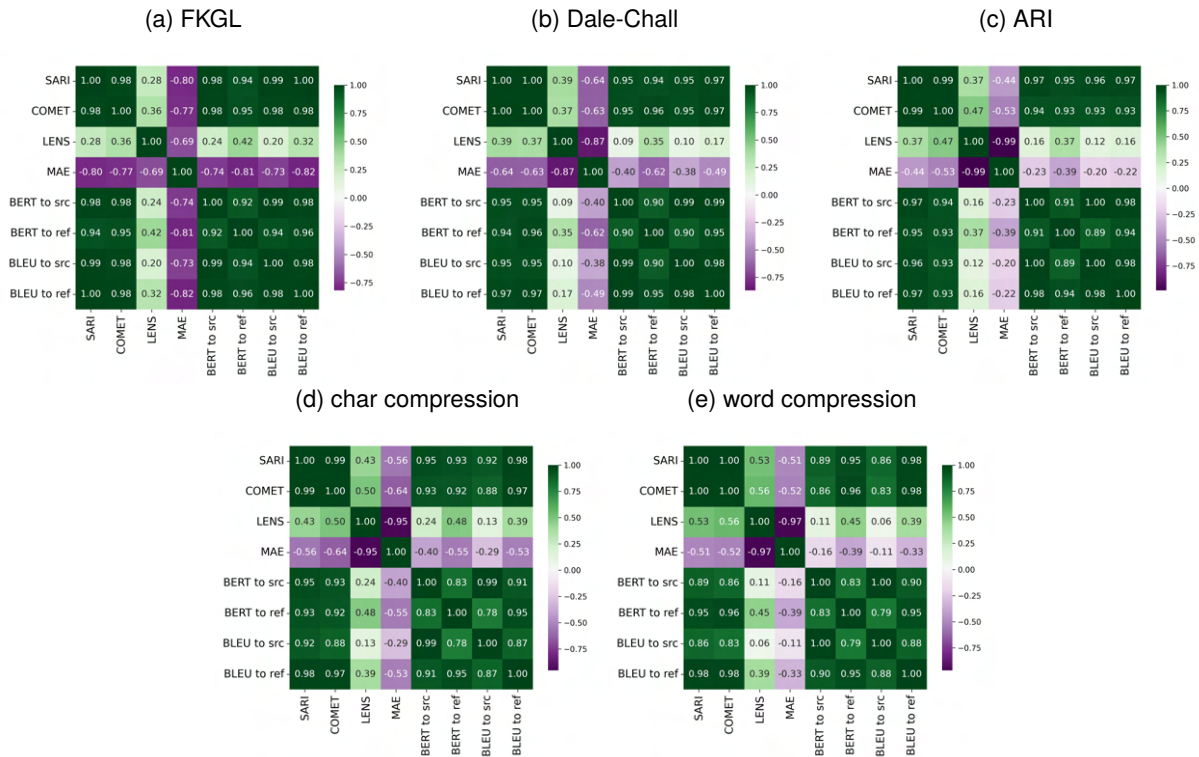 (a) FKGL
(b) Dale-Chall
(c) ARI
SARI 1.00 0.98 0.28 -0.80 0.98 0.94 0.99 1.00
COMET 0.98 1.00 0.36 -0.77 0.98 0.95 0.98 0.98
LENS 0.28 0.36 1.00 -0.69 0.24 0.42 0.20 0.32
MAE -0.80 -0.77 -0.69 1.00 -0.74 -0.81 -0.73 -0.82
BERT to src 0.98 0.98 0.24 -0.74 1.00 0.92 0.99 0.98
BERT to ref 0.94 0.95 0.42 -0.81 0.92 1.00 0.94 0.96
BLEU to src 0.99 0.98 0.20 -0.73 0.99 0.94 1.00 0.98
BLEU to ref 1.00 0.98 0.32 -0.82 0.98 0.96 0.98 1.00
SARI COMET LENS MAE BERT to src BERT to ref BLEU to src BLEU to ref
1.00
0.75
0.50
0.25
0.00
−0.25
−0.50
−0.75
SARI 1.00 1.00 0.39 -0.64 0.95 0.94 0.95 0.97
COMET 1.00 1.00 0.37 -0.63 0.95 0.96 0.95 0.97
LENS 0.39 0.37 1.00 -0.87 0.09 0.35 0.10 0.17
MAE -0.64 -0.63 -0.87 1.00 -0.40 -0.62 -0.38 -0.49
BERT to src 0.95 0.95 0.09 -0.40 1.00 0.90 0.99 0.99
BERT to ref 0.94 0.96 0.35 -0.62 0.90 1.00 0.90 0.95
BLEU to src 0.95 0.95 0.10 -0.38 0.99 0.90 1.00 0.98
BLEU to ref 0.97 0.97 0.17 -0.49 0.99 0.95 0.98 1.00
SARI COMET LENS MAE BERT to src BERT to ref BLEU to src BLEU to ref
1.00
0.75
0.50
0.25
0.00
−0.25
−0.50
−0.75
SARI 1.00 0.99 0.37 -0.44 0.97 0.95 0.96 0.97
COMET 0.99 1.00 0.47 -0.53 0.94 0.93 0.93 0.93
LENS 0.37 0.47 1.00 -0.99 0.16 0.37 0.12 0.16
MAE -0.44 -0.53 -0.99 1.00 -0.23 -0.39 -0.20 -0.22
BERT to src 0.97 0.94 0.16 -0.23 1.00 0.91 1.00 0.98
BERT to ref 0.95 0.93 0.37 -0.39 0.91 1.00 0.89 0.94
BLEU to src 0.96 0.93 0.12 -0.20 1.00 0.89 1.00 0.98
BLEU to ref 0.97 0.93 0.16 -0.22 0.98 0.94 0.98 1.00
SARI COMET LENS MAE BERT to src BERT to ref BLEU to src BLEU to ref
1.00
0.75
0.50
0.25
0.00
−0.25
−0.50
−0.75
(d) char compression
(e) word compression
SARI 1.00 0.99 0.43 -0.56 0.95 0.93 0.92 0.98
COMET 0.99 1.00 0.50 -0.64 0.93 0.92 0.88 0.97
LENS 0.43 0.50 1.00 -0.95 0.24 0.48 0.13 0.39
MAE -0.56 -0.64 -0.95 1.00 -0.40 -0.55 -0.29 -0.53
BERT to src 0.95 0.93 0.24 -0.40 1.00 0.83 0.99 0.91
BERT to ref 0.93 0.92 0.48 -0.55 0.83 1.00 0.78 0.95
BLEU to src 0.92 0.88 0.13 -0.29 0.99 0.78 1.00 0.87
BLEU to ref 0.98 0.97 0.39 -0.53 0.91 0.95 0.87 1.00
SARI COMET LENS MAE BERT to src BERT to ref BLEU to src BLEU to ref
1.00
0.75
0.50
0.25
0.00
−0.25
−0.50
−0.75
SARI 1.00 1.00 0.53 -0.51 0.89 0.95 0.86 0.98
COMET 1.00 1.00 0.56 -0.52 0.86 0.96 0.83 0.98
LENS 0.53 0.56 1.00 -0.97 0.11 0.45 0.06 0.39
MAE -0.51 -0.52 -0.97 1.00 -0.16 -0.39 -0.11 -0.33
BERT to src 0.89 0.86 0.11 -0.16 1.00 0.83 1.00 0.90
BERT to ref 0.95 0.96 0.45 -0.39 0.83 1.00 0.79 0.95
BLEU to src 0.86 0.83 0.06 -0.11 1.00 0.79 1.00 0.88
BLEU to ref 0.98 0.98 0.39 -0.33 0.90 0.95 0.88 1.00
SARI COMET LENS MAE BERT to src BERT to ref BLEU to src BLEU to ref
1.00
0.75
0.50
0.25
0.00
−0.25
−0.50
−0.75